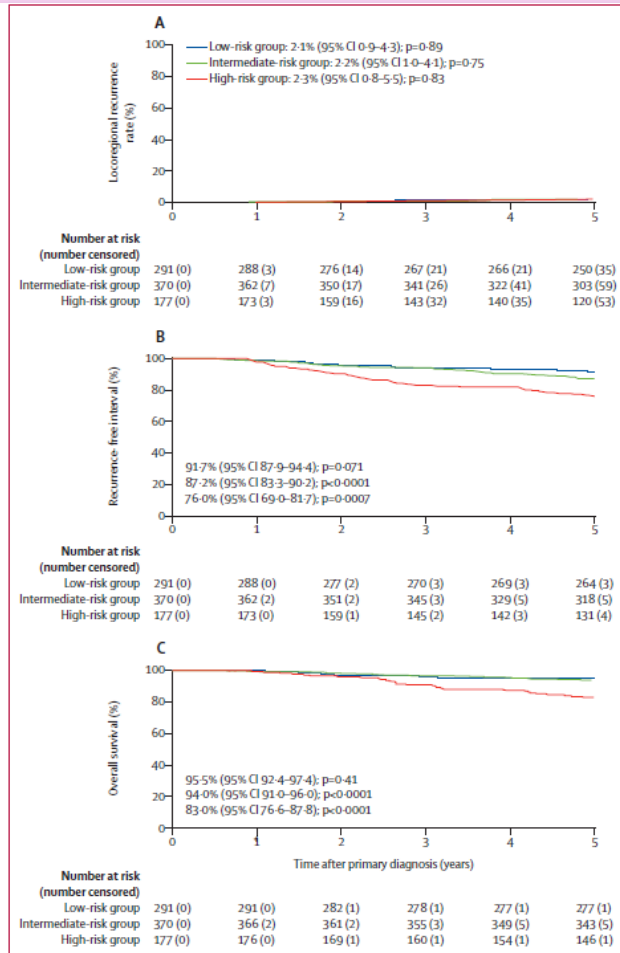 A
Locoregional recurrence
rate (%)
100
80
60
40
20
0
Low-risk group: 2·1% (95% CI 0·9–4·3); p=0·89
Intermediate-risk group: 2·2% (95% CI 1·0–4·1); p=0·75
High-risk group: 2·3% (95% CI 0·8–5·5); p=0·83
0 1 2 3 4 5
Number at risk
(number censored)
Low-risk group 291 (0) 288 (3) 276 (14) 267 (21) 266 (21) 250 (35)
Intermediate-risk group 370 (0) 362 (7) 350 (17) 341 (26) 322 (41) 303 (59)
High-risk group 177 (0) 173 (3) 159 (16) 143 (32) 140 (35) 120 (53)
B
Recurrence-free interval (%)
100
80
60
40
20
0
91·7% (95% CI 87·9–94·4); p=0·071
87·2% (95% CI 83·3–90·2); p<0·0001
76·0% (95% CI 69·0–81·7); p=0·0007
0 1 2 3 4 5
Number at risk
(number censored)
Low-risk group 291 (0) 288 (0) 277 (2) 270 (3) 269 (3) 264 (3)
Intermediate-risk group 370 (0) 362 (2) 351 (2) 345 (3) 329 (5) 318 (5)
High-risk group 177 (0) 173 (0) 159 (1) 145 (2) 142 (3) 131 (4)
C
Overall survival (%)
100
80
60
40
20
0
95·5% (95% CI 92·4–97·4); p=0·41
94·0% (95% CI 91·0–96·0); p<0·0001
83·0% (95% CI 76·6–87·8); p<0·0001
0 1 2 3 4 5
Time after primary diagnosis (years)
Number at risk
(number censored)
Low-risk group 291 (0) 291 (0) 282 (1) 278 (1) 277 (1) 277 (1)
Intermediate-risk group 370 (0) 366 (2) 361 (2) 355 (3) 349 (5) 343 (5)
High-risk group 177 (0) 176 (0) 169 (1) 160 (1) 154 (1) 146 (1)